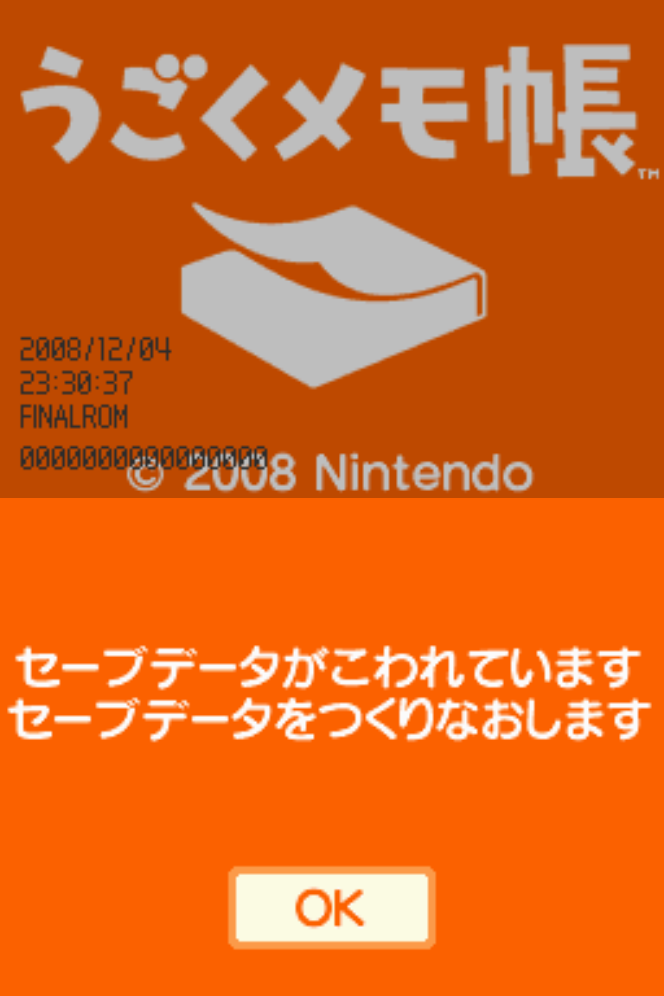 うごくメモ帳™
2008/12/04
23:30:37
FINALROM
0000000000000000
© 2008 Nintendo
セーブデータがこわれています
セーブデータをつくりなおします
OK